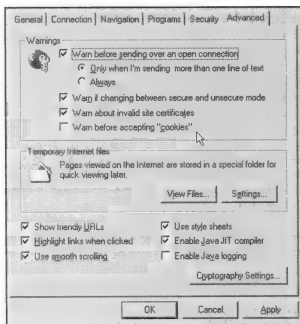 General Connection Navigation Programs Security Advanced
Warnings
Warn before sending over an open connection
Only when I'm sending more than one line of text
Always
Warn if changing between secure and unsecure mode
Warn about invalid site certificates
Warn before accepting "cookies"
Temporary Internet files
Pages viewed on the Internet are stored in a special folder for
quick viewing later.
View Files... Settings...
Show friendly URLs
Use style sheets
Highlight links when clicked
Enable Java JIT compiler
Use smooth scrolling
Enable Java logging
Cryptography Settings...
OK Cancel Apply